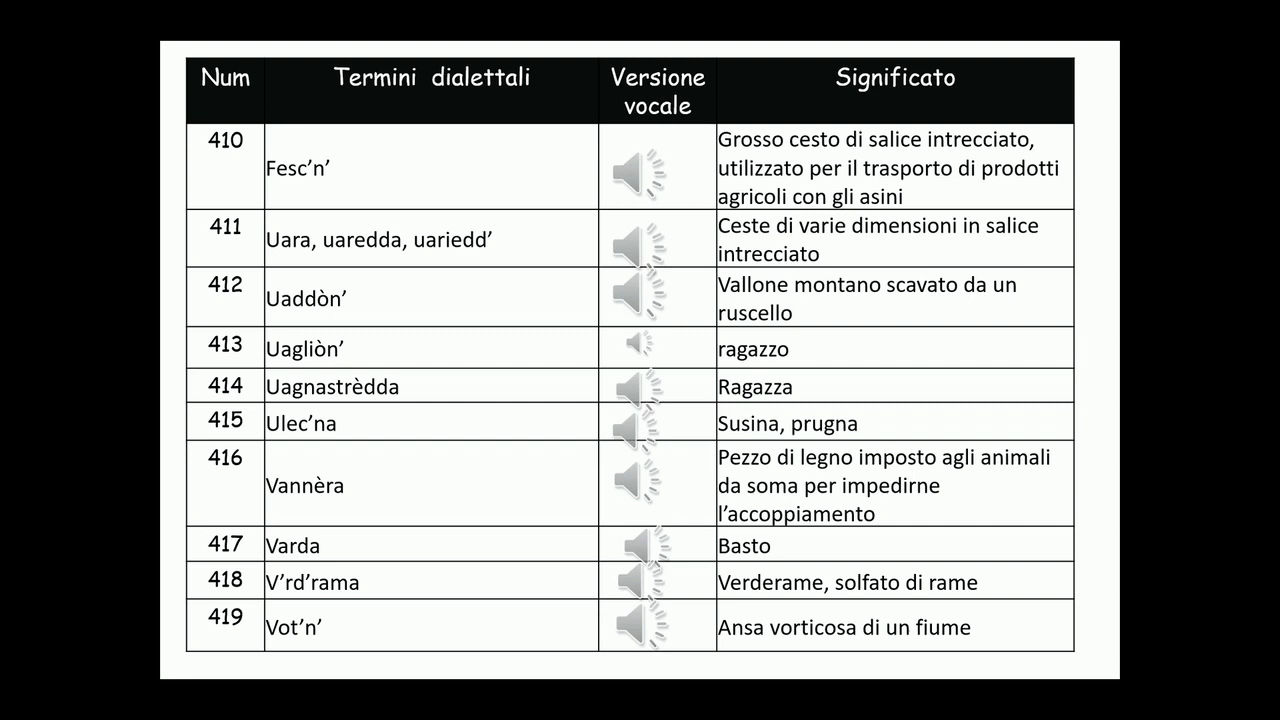 Num Termini dialettali Versione vocale Significato
410 Fesc’n’ Grosso cesto di salice intrecciato,
utilizzato per il trasporto di prodotti
agricoli con gli asini
411 Uara, uaredda, uariedd’ Ceste di varie dimensioni in salice
intrecciato
412 Uaddòn’ Vallone montano scavato da un
ruscello
413 Uagliòn’ ragazzo
414 Uagnastrèdda Ragazza
415 Ulec’na Susina, prugna
416 Vannèra Pezzo di legno imposto agli animali
da soma per impedirne
l’accoppiamento
417 Varda Basto
418 V’rd’rama Verderame, solfato di rame
419 Vot’n’ Ansa vorticosa di un fiume